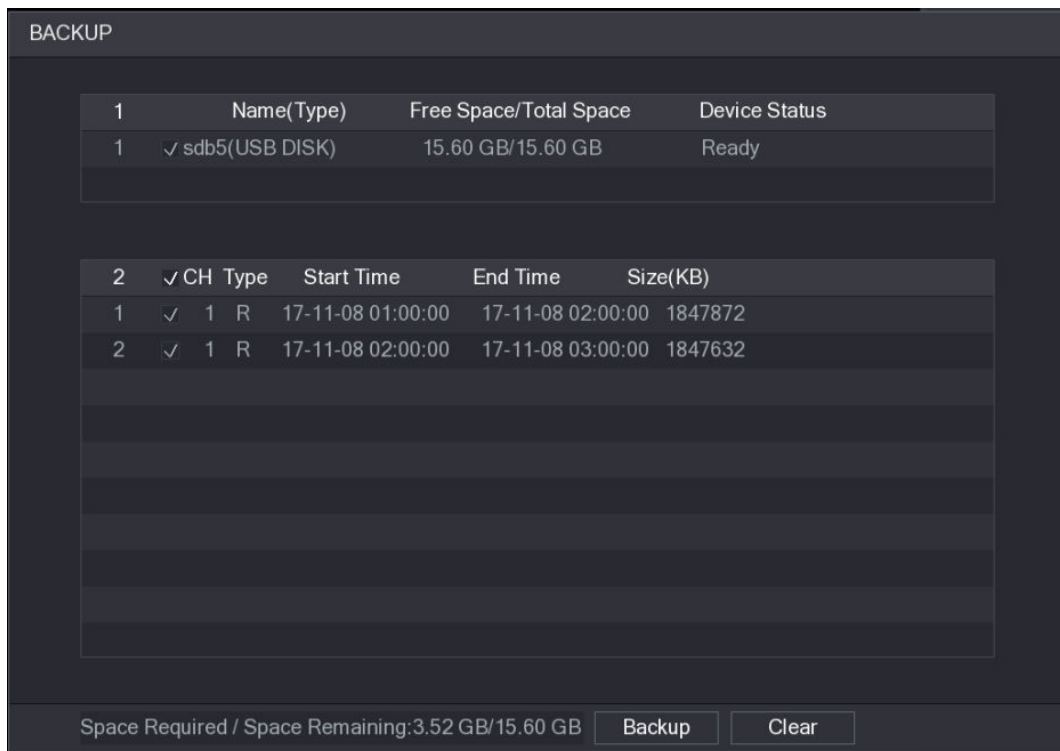 BACKUP
1 Name(Type) Free Space/Total Space Device Status
1 sdb5(USB DISK) 15.60 GB/15.60 GB Ready
2 CH Type Start Time End Time Size(KB)
1 1 R 17-11-08 01:00:00 17-11-08 02:00:00 1847872
2 1 R 17-11-08 02:00:00 17-11-08 03:00:00 1847632
Space Required / Space Remaining:3.52 GB/15.60 GB Backup Clear